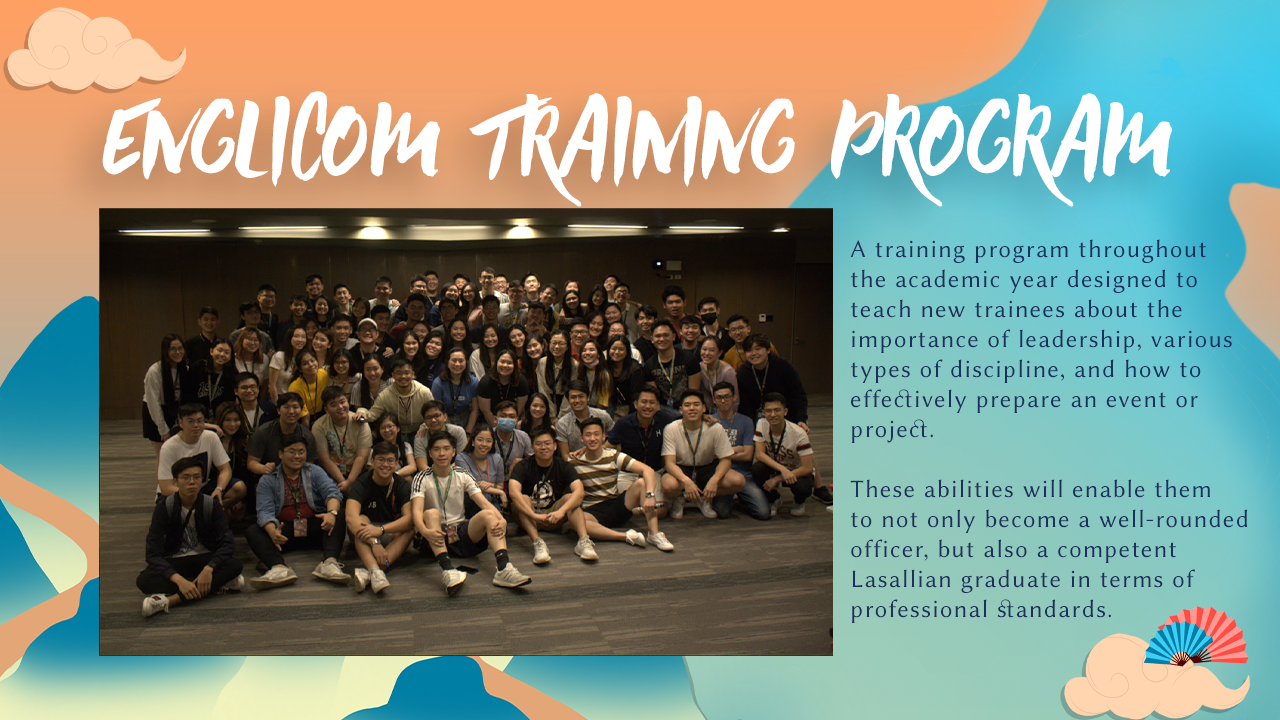 ENGLICOM TRAINING PROGRAM
A training program throughout
the academic year designed to
teach new trainees about the
importance of leadership, various
types of discipline, and how to
effectively prepare an event or
project.
These abilities will enable them
to not only become a well-rounded
officer, but also a competent
Lasallian graduate in terms of
professional standards.